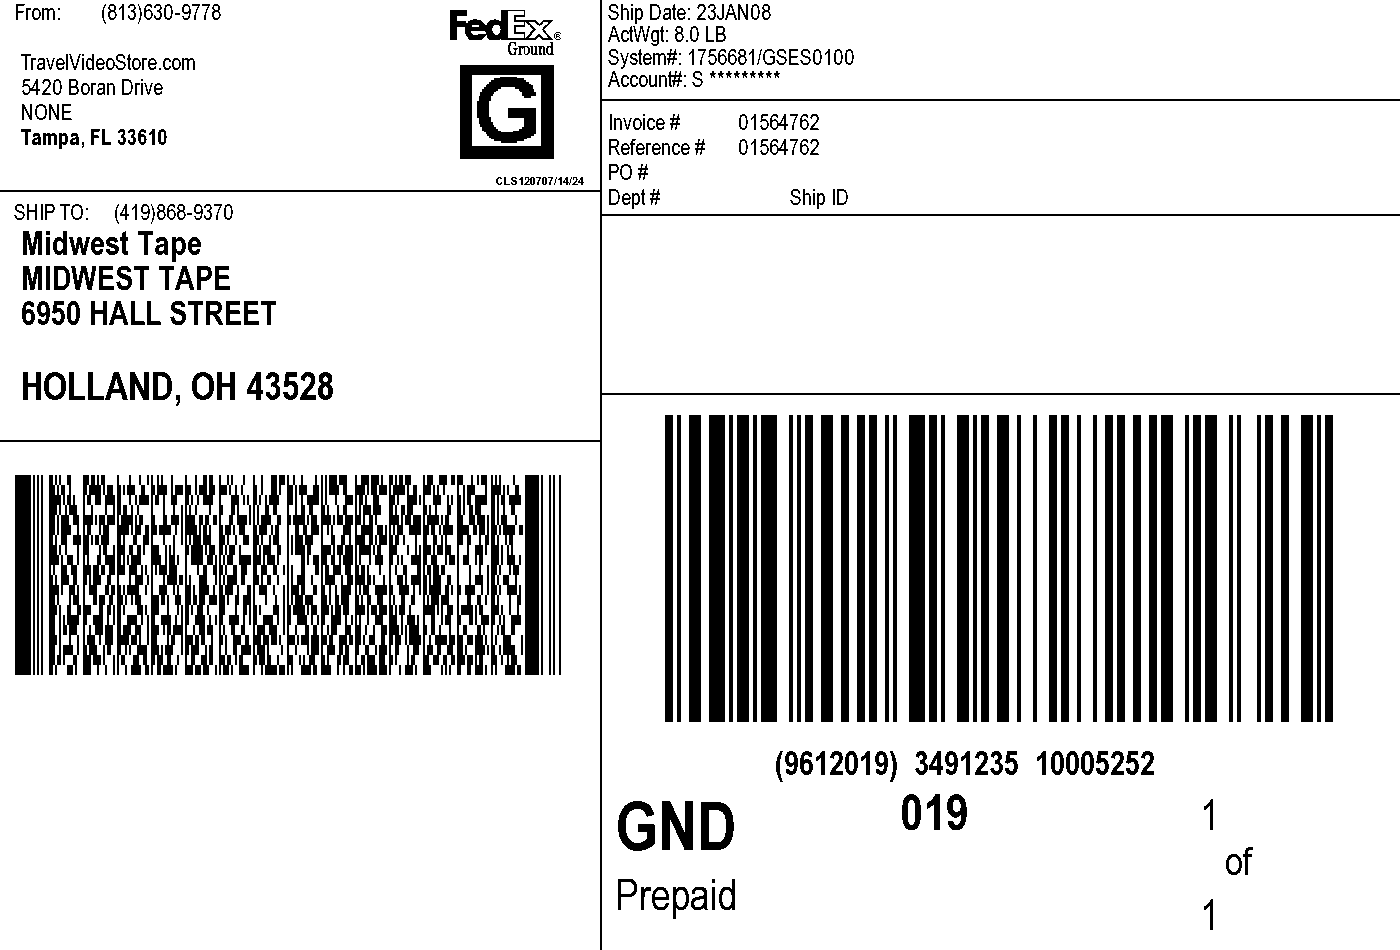 From: (813)630-9778
TravelVideoStore.com
5420 Boran Drive
NONE
Tampa, FL 33610
FedEx®
Ground
G
CLS120707/14/24
SHIP TO: (419)868-9370
Midwest Tape
MIDWEST TAPE
6950 HALL STREET
HOLLAND, OH 43528
Ship Date: 23JAN08
ActWgt: 8.0 LB
System#: 1756681/GSES0100
Account#: S *********
Invoice # 01564762
Reference # 01564762
PO #
Dept # Ship ID
(9612019) 3491235 10005252
GND 019 1
of
Prepaid 1